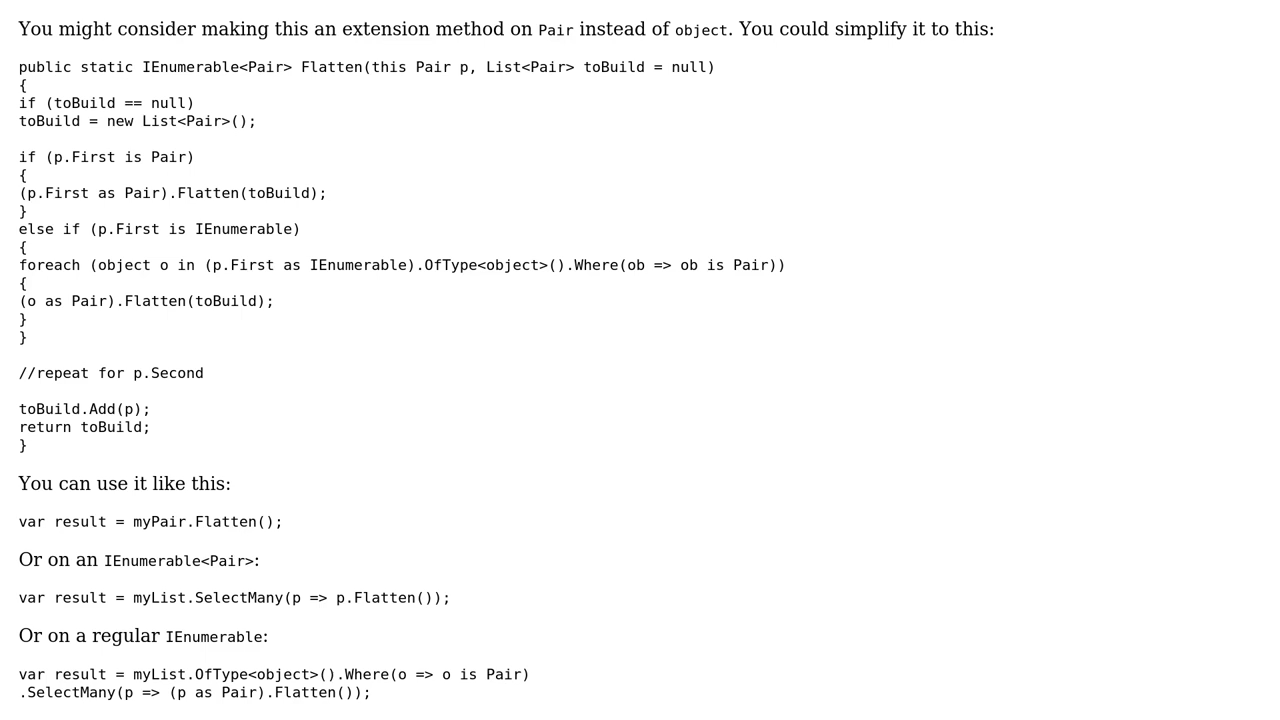 You might consider making this an extension method on Pair instead of object. You could simplify it to this:
public static IEnumerable<Pair> Flatten(this Pair p, List<Pair> toBuild = null)
{
if (toBuild == null)
toBuild = new List<Pair>();
if (p.First is Pair)
{
(p.First as Pair).Flatten(toBuild);
}
else if (p.First is IEnumerable)
{
foreach (object o in (p.First as IEnumerable).OfType<object>().Where(ob => ob is Pair))
{
(o as Pair).Flatten(toBuild);
}
}
//repeat for p.Second
toBuild.Add(p);
return toBuild;
}
You can use it like this:
var result = myPair.Flatten();
Or on an IEnumerable<Pair>:
var result = myList.SelectMany(p => p.Flatten());
Or on a regular IEnumerable:
var result = myList.OfType<object>().Where(o => o is Pair)
.SelectMany(p => (p as Pair).Flatten());